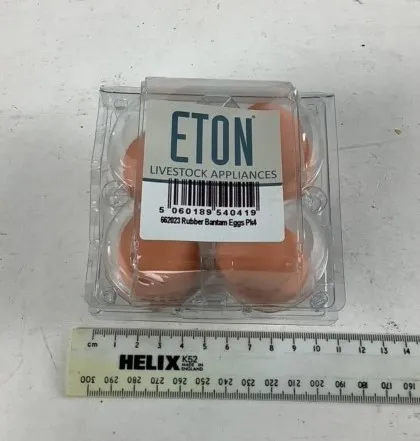 ETON
LIVESTOCK APPLIANCES
5 060189 540419
662023 Rubber Bantam Eggs Pk4
cm 1 2 3 4 5 6 7 8 9 10 11 12 13 14
HELIX K52
MADE IN
ENGLAND
300 290 280 270 260 250 240 230 220 210 200 190 180 170 160